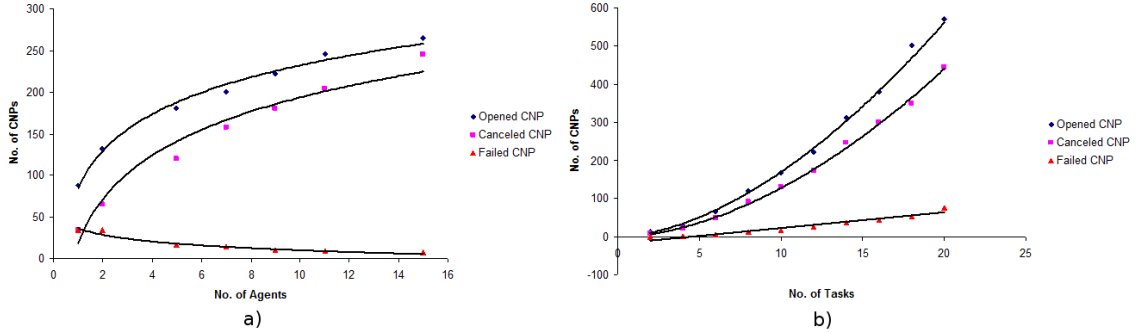 300
250
200
150
100
50
0
No. of CNPs
0 2 4 6 8 10 12 14 16
No. of Agents
Opened CNP
Canceled CNP
Failed CNP
a)
600
500
400
300
200
100
0
-100
No. of CNPs
0 5 10 15 20 25
No. of Tasks
Opened CNP
Canceled CNP
Failed CNP
b)